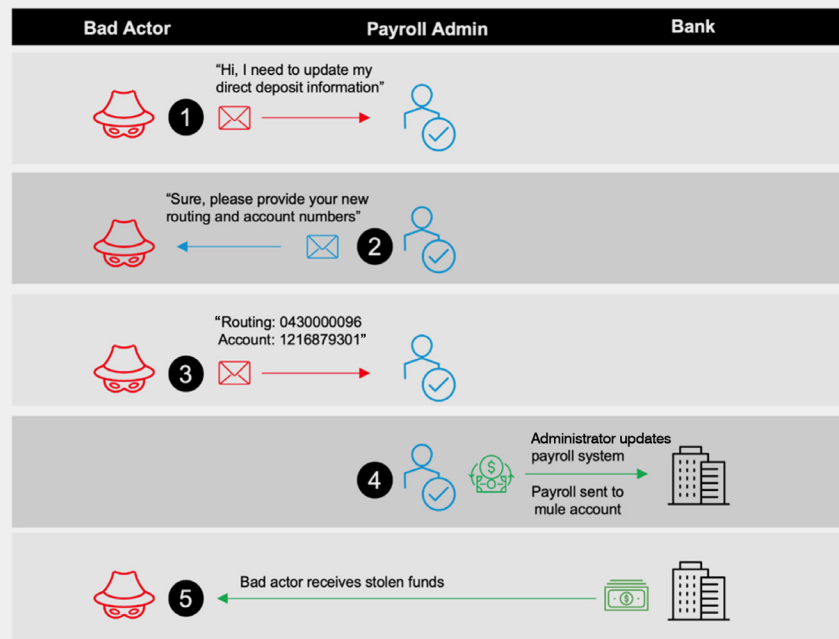 Bad Actor
Payroll Admin
Bank
1
“Hi, I need to update my
direct deposit information”
“Sure, please provide your new
routing and account numbers”
2
“Routing: 0430000096
Account: 1216879301”
3
4
Administrator updates
payroll system
Payroll sent to
mule account
5
Bad actor receives stolen funds